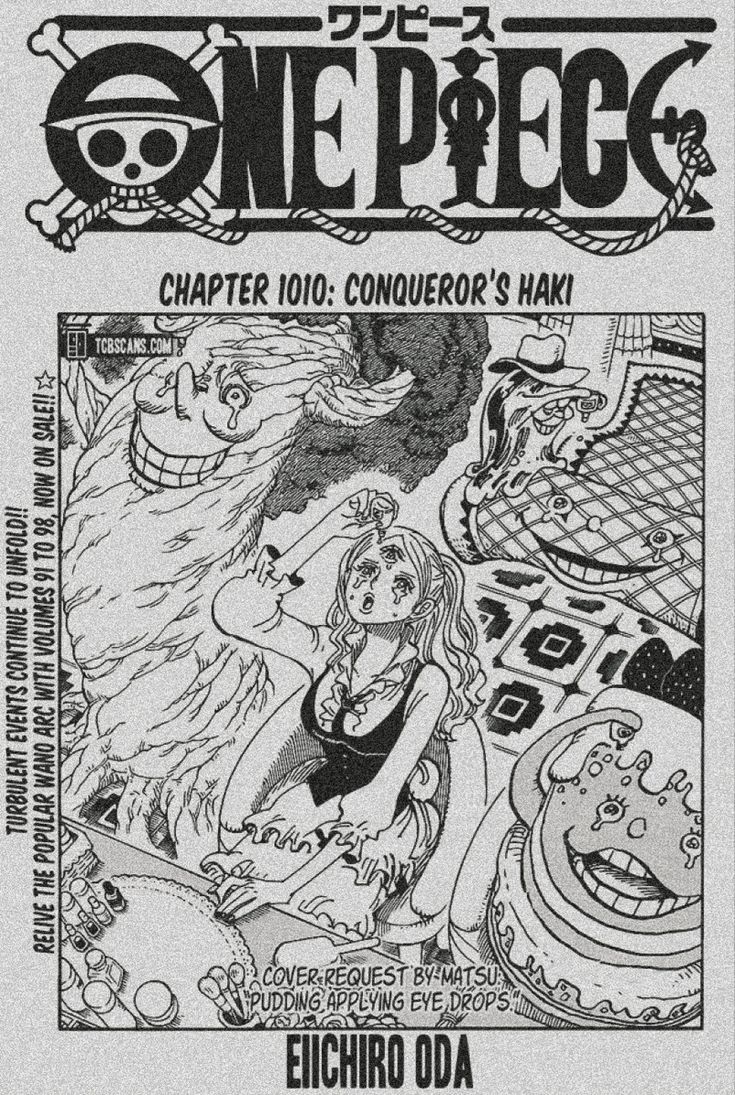 ワンピース
ONE PIECE
CHAPTER 1010: CONQUEROR'S HAKI
TCBSCANS.COM
TURBULENT EVENTS CONTINUE TO UNFOLD!!
RELIVE THE POPULAR WANO ARC WITH VOLUMES 91 TO 98, NOW ON SALE!!☆
COVER REQUEST BY MATSU:
"PUDDING APPLYING EYE DROPS."
EIICHIRO ODA